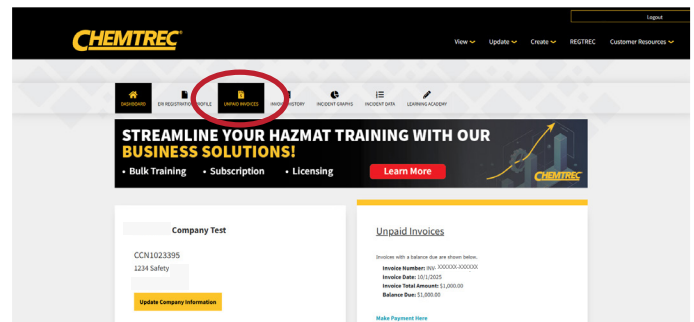 Logout
CHEMTREC
View Update Create REGTREC Customer Resources
DASHBOARD ERI REGISTRATION PROFILE UNPAID INVOICES INVOICE HISTORY INCIDENT GRAPHS INCIDENT DATA LEARNING ACADEMY
STREAMLINE YOUR HAZMAT TRAINING WITH OUR
BUSINESS SOLUTIONS!
• Bulk Training • Subscription • Licensing Learn More
CHEMTREC
Company Test
CCN1023395
1234 Safety
Update Company Information
Unpaid Invoices
Invoices with a balance due are shown below.
Invoice Number: INV- XXXXXX-XXXXXX
Invoice Date: 10/1/2025
Invoice Total Amount: $1,000.00
Balance Due: $1,000.00
Make Payment Here